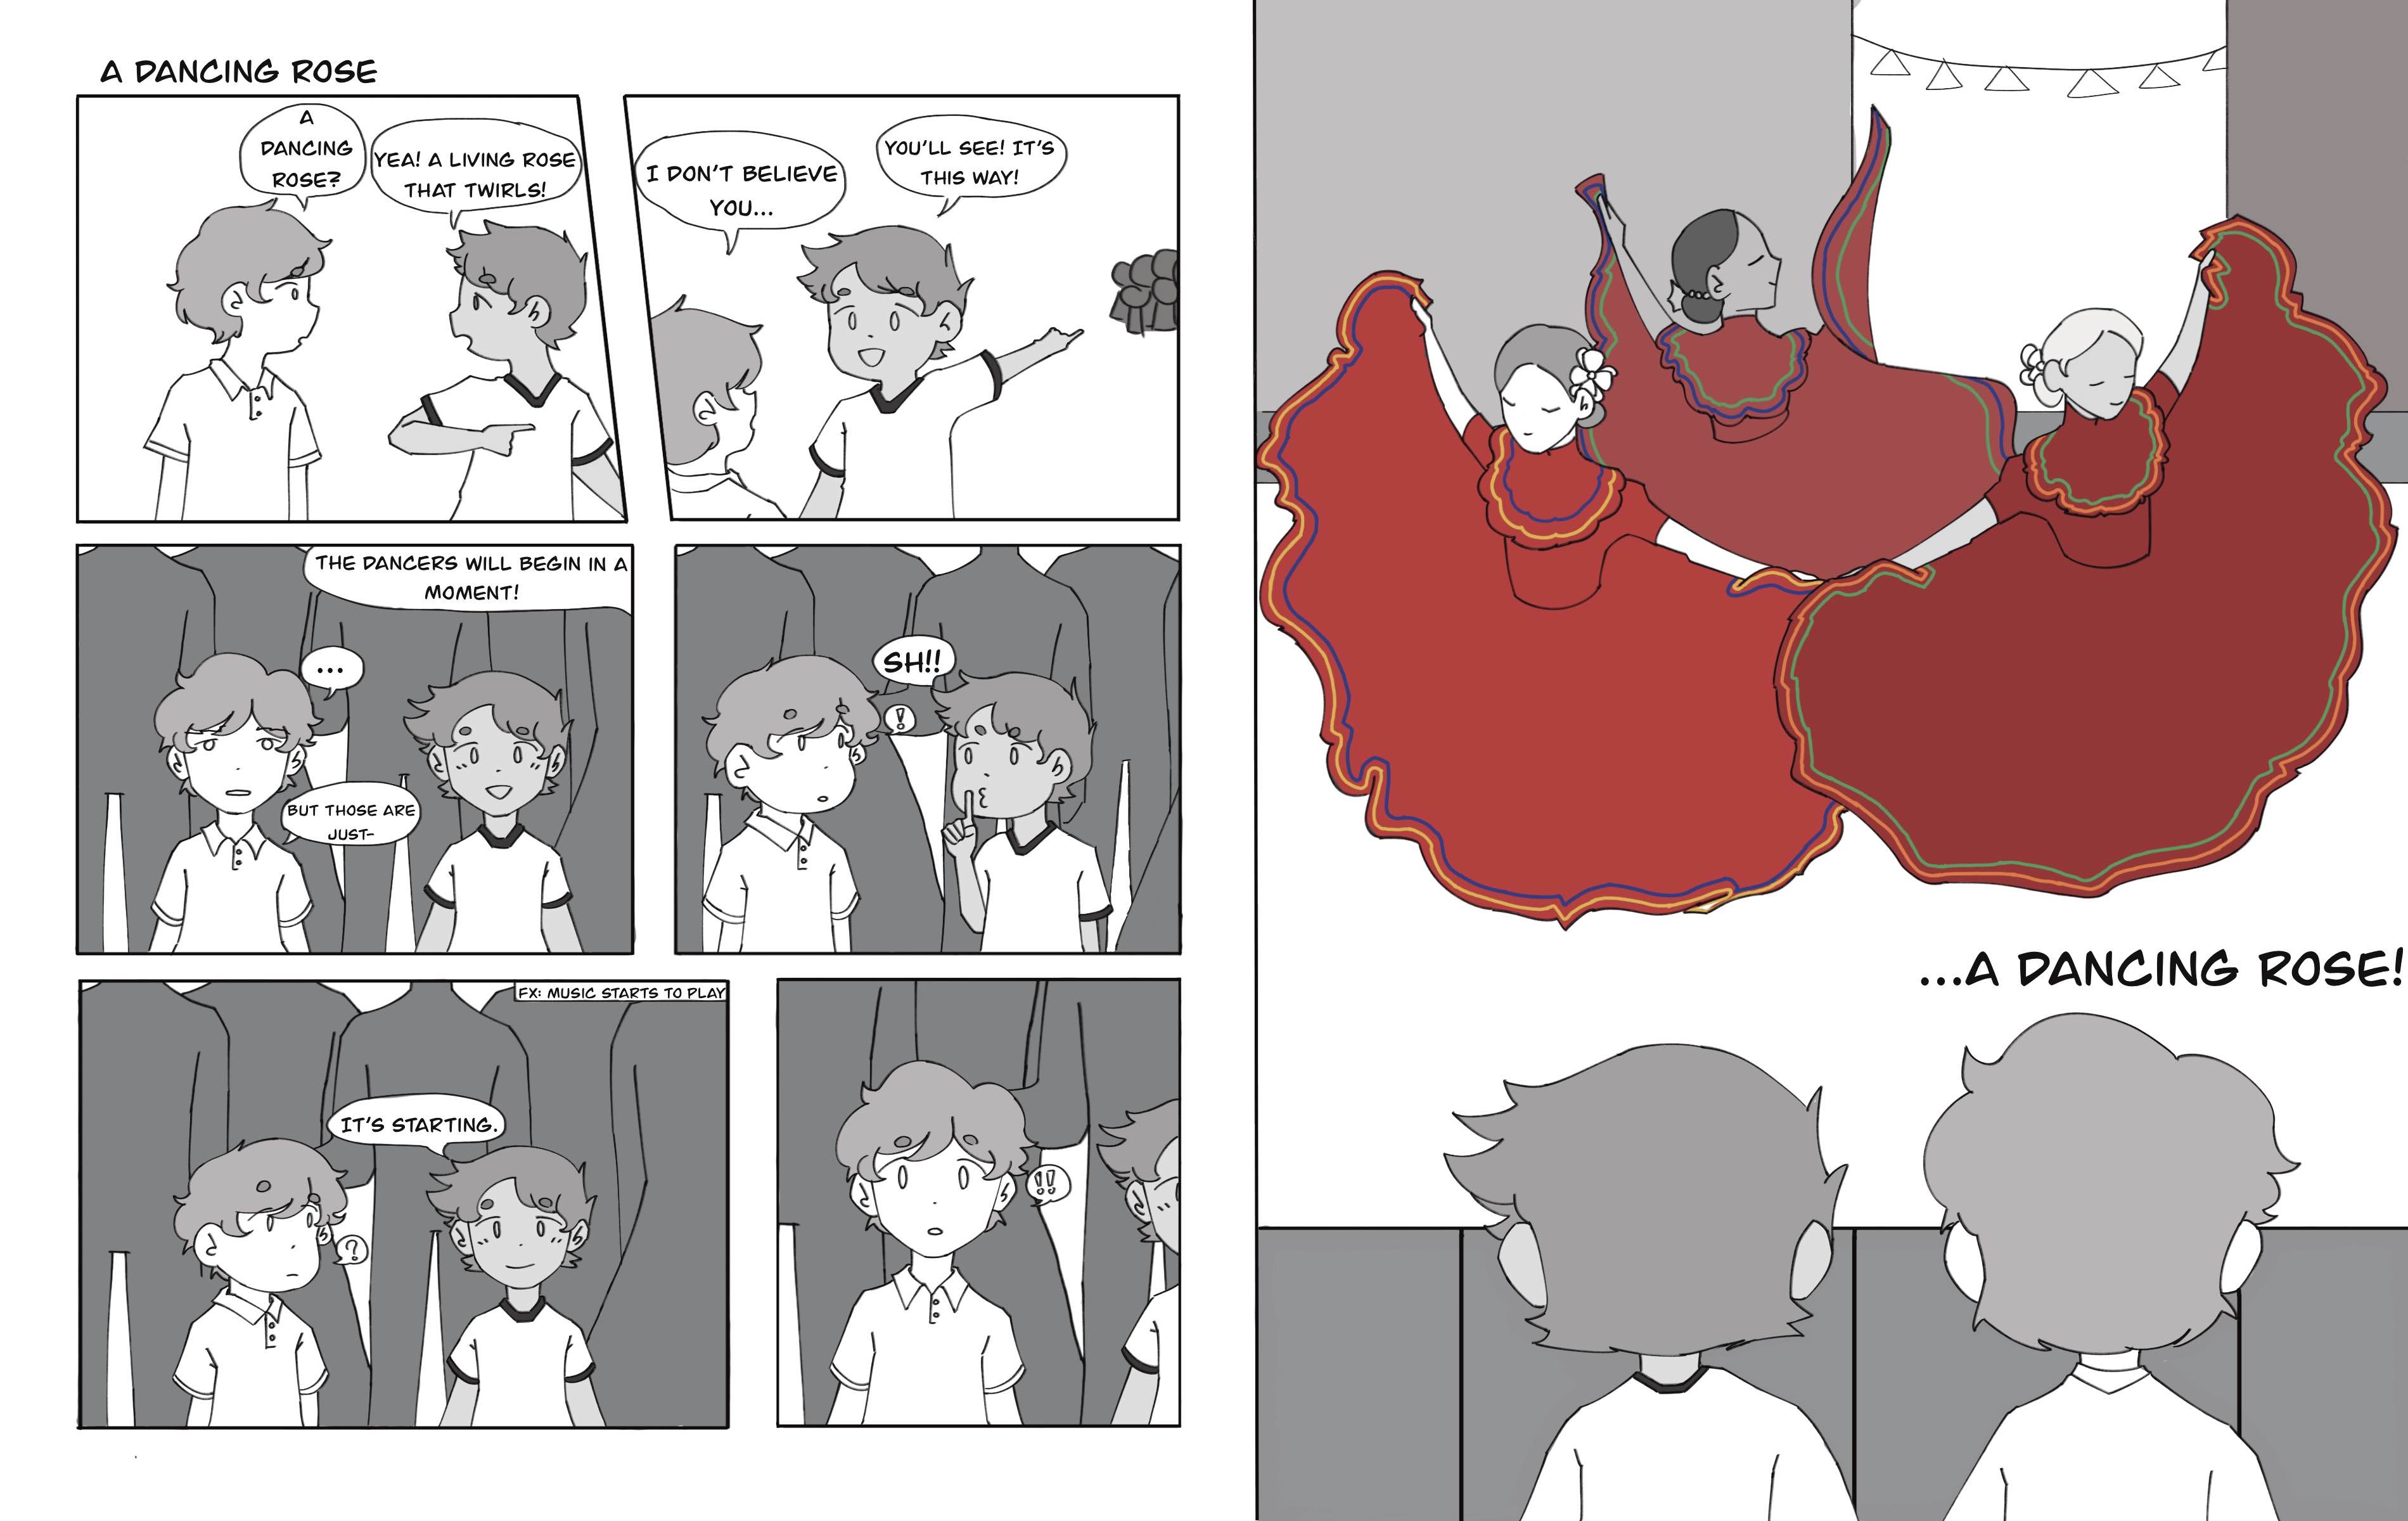 A DANCING ROSE
A
DANCING
ROSE?
YEA! A LIVING ROSE
THAT TWIRLS!
I DON'T BELIEVE
YOU...
YOU'LL SEE! IT'S
THIS WAY!
THE DANCERS WILL BEGIN IN A
MOMENT!
...
BUT THOSE ARE
JUST-
SH!!
!
FX: MUSIC STARTS TO PLAY
IT'S STARTING.
?
!!
...A DANCING ROSE!